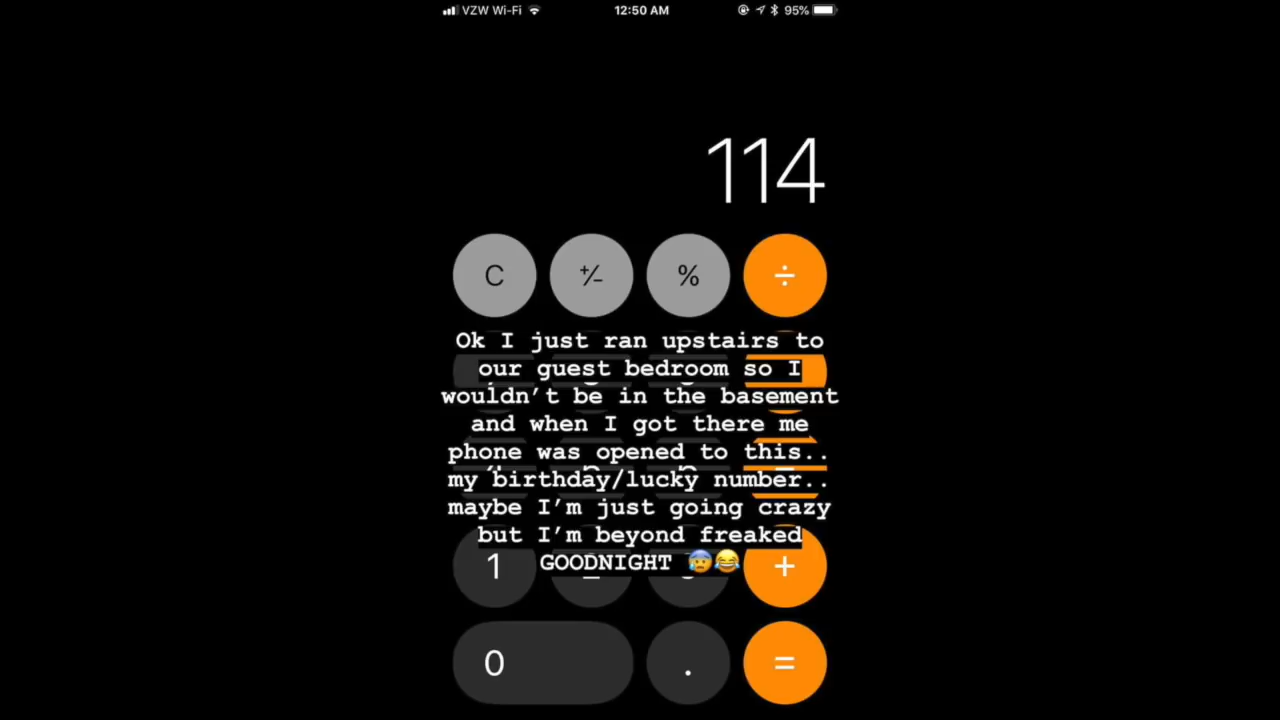 VZW Wi-Fi 12:50 AM 95%
114
C +/- % ÷
Ok I just ran upstairs to
our guest bedroom so I
wouldn't be in the basement
and when I got there me
phone was opened to this..
my birthday/lucky number..
maybe I'm just going crazy
but I'm beyond freaked
GOODNIGHT 😰😂
1 +
0 . =